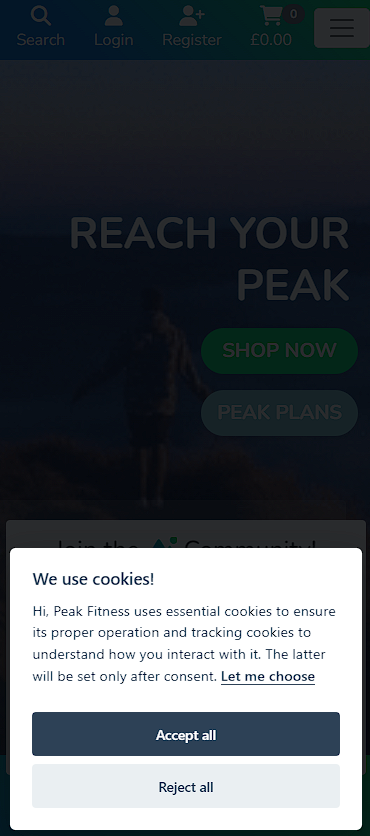 Search Login Register £0.00 0
REACH YOUR
PEAK
SHOP NOW
PEAK PLANS
Join the Community!
We use cookies!
Hi, Peak Fitness uses essential cookies to ensure
its proper operation and tracking cookies to
understand how you interact with it. The latter
will be set only after consent. Let me choose
Accept all
Reject all